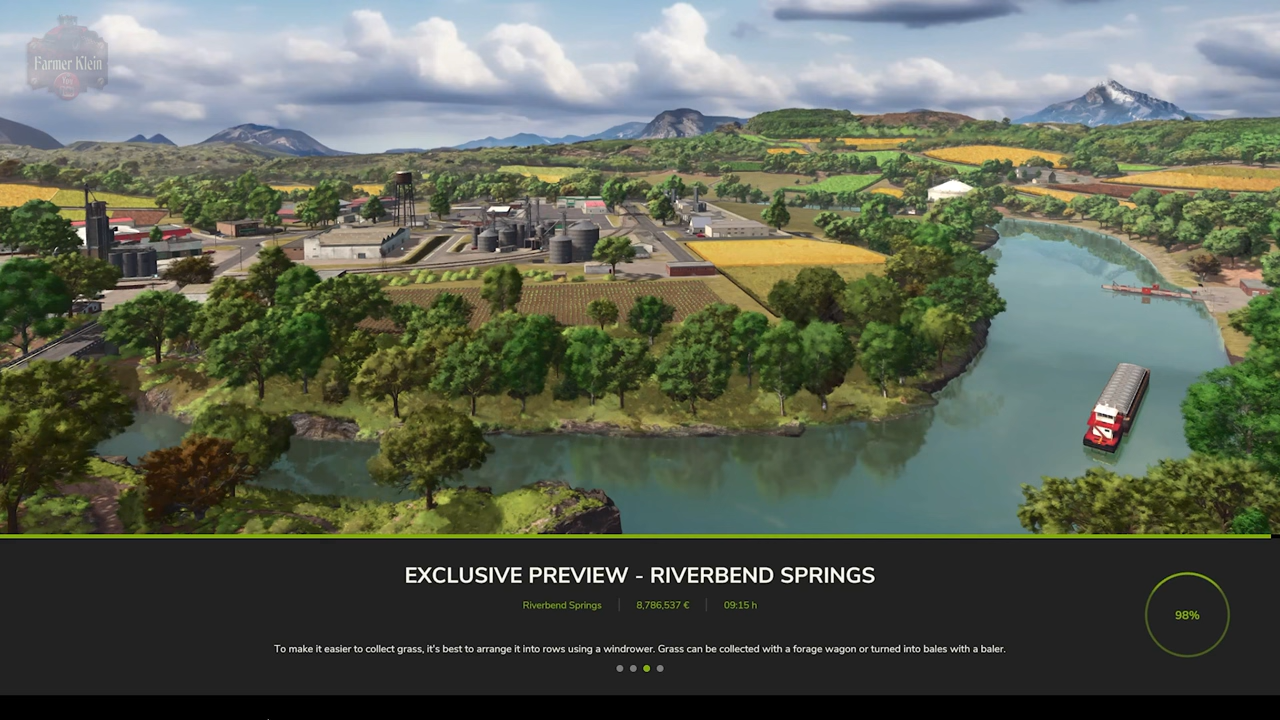 Farmer Klein
EXCLUSIVE PREVIEW - RIVERBEND SPRINGS
Riverbend Springs
8,786,537 €
09:15 h
98%
To make it easier to collect grass, it's best to arrange it into rows using a windrower. Grass can be collected with a forage wagon or turned into bales with a baler.